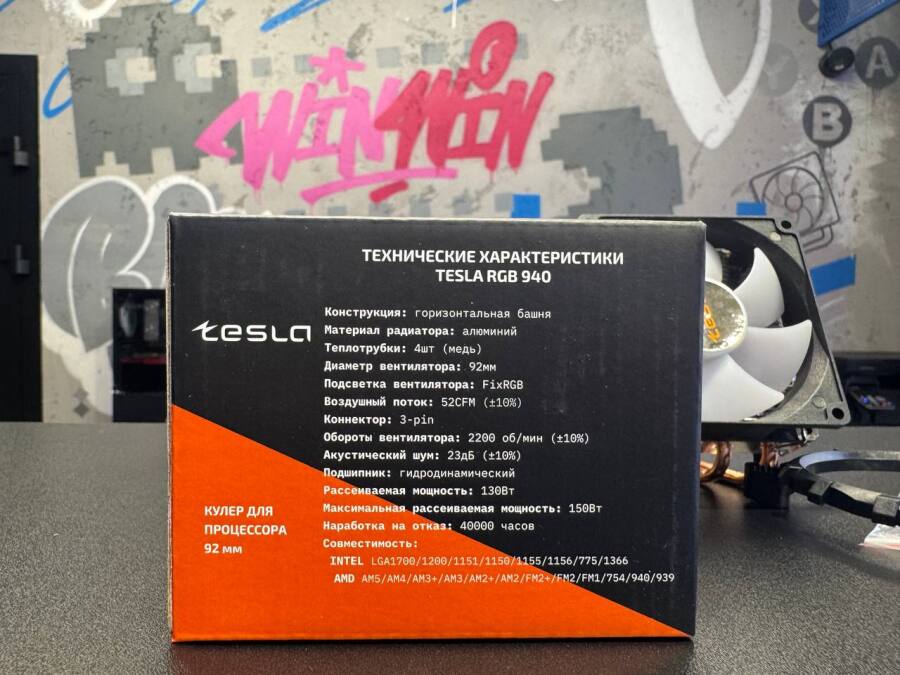 WIN
WIN
A
B
ТЕХНИЧЕСКИЕ ХАРАКТЕРИСТИКИ
TESLA RGB 940
tesla
Конструкция: горизонтальная башня
Материал радиатора: алюминий
Теплотрубки: 4шт (медь)
Диаметр вентилятора: 92мм
Подсветка вентилятора: FixRGB
Воздушный поток: 52CFM (±10%)
Коннектор: 3-pin
Обороты вентилятора: 2200 об/мин (±10%)
Акустический шум: 23дБ (±10%)
Подшипник: гидродинамический
Рассеиваемая мощность: 130Вт
Максимальная рассеиваемая мощность: 150Вт
Наработка на отказ: 40000 часов
Совместимость:
INTEL LGA1700/1200/1151/1150/1155/1156/775/1366
AMD AM5/AM4/AM3+/AM3/AM2+/AM2/FM2+/FM2/FM1/754/940/939
КУЛЕР ДЛЯ
ПРОЦЕССОРА
92 мм